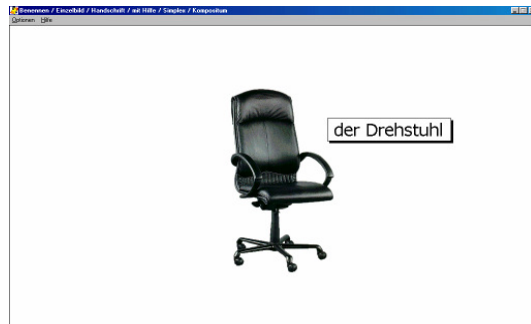 Benennen / Einzelbild / Handschrift / mit Hilfe / Simplex / Kompositum
Optionen Hilfe
der Drehstuhl